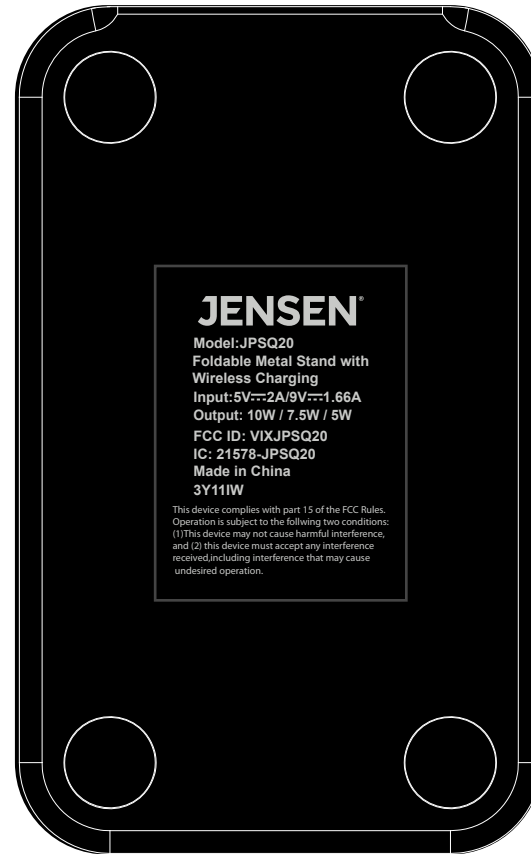 JENSEN®
Model:JPSQ20
Foldable Metal Stand with
Wireless Charging
Input:5V⎓2A/9V⎓1.66A
Output: 10W / 7.5W / 5W
FCC ID: VIXJPSQ20
IC: 21578-JPSQ20
Made in China
3Y11IW
This device complies with part 15 of the FCC Rules.
Operation is subject to the follwing two conditions:
(1)This device may not cause harmful interference,
and (2) this device must accept any interference
received,including interference that may cause
undesired operation.